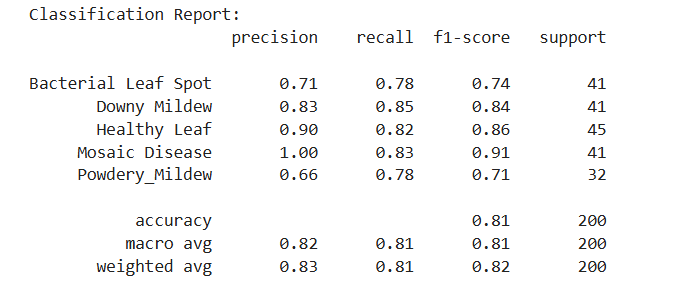 Classification Report:
precision recall f1-score support
Bacterial Leaf Spot 0.71 0.78 0.74 41
Downy Mildew 0.83 0.85 0.84 41
Healthy Leaf 0.90 0.82 0.86 45
Mosaic Disease 1.00 0.83 0.91 41
Powdery_Mildew 0.66 0.78 0.71 32
accuracy 0.81 200
macro avg 0.82 0.81 0.81 200
weighted avg 0.83 0.81 0.82 200